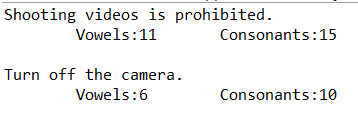 Shooting videos is prohibited.
Vowels:11 Consonants:15
Turn off the camera.
Vowels:6 Consonants:10